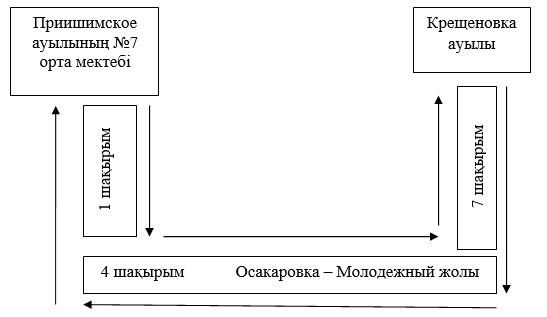 Приишимское
ауылының №7
орта мектебі
Крещеновка
ауылы
1 шақырым
7 шақырым
4 шақырым Осакаровка – Молодежный жолы